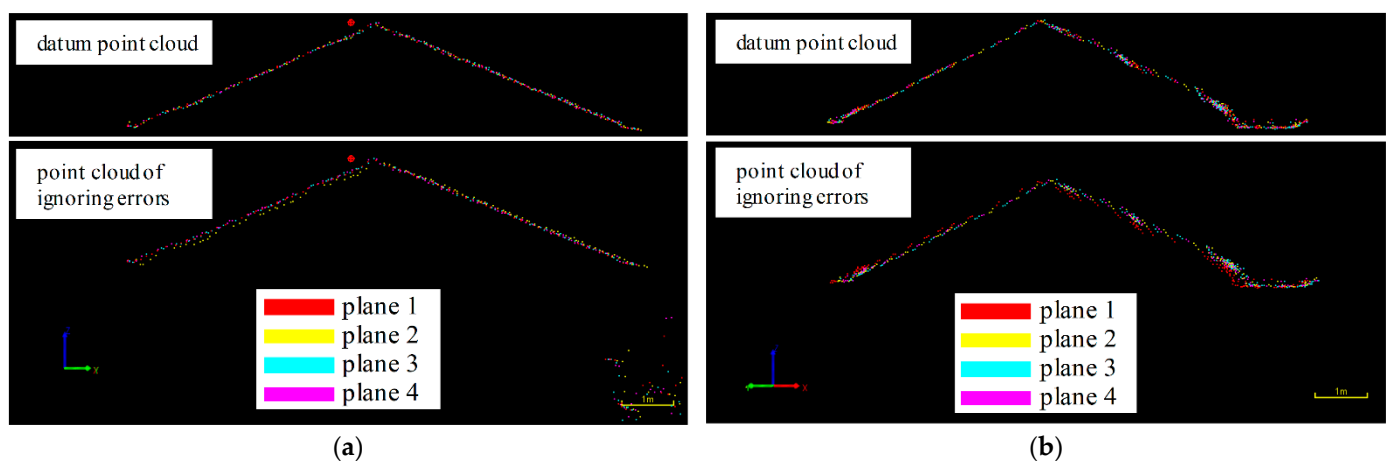 datum point cloud
point cloud of
ignoring errors
plane 1
plane 2
plane 3
plane 4
Z
X
1m
(a)
datum point cloud
point cloud of
ignoring errors
plane 1
plane 2
plane 3
plane 4
X
1m
(b)